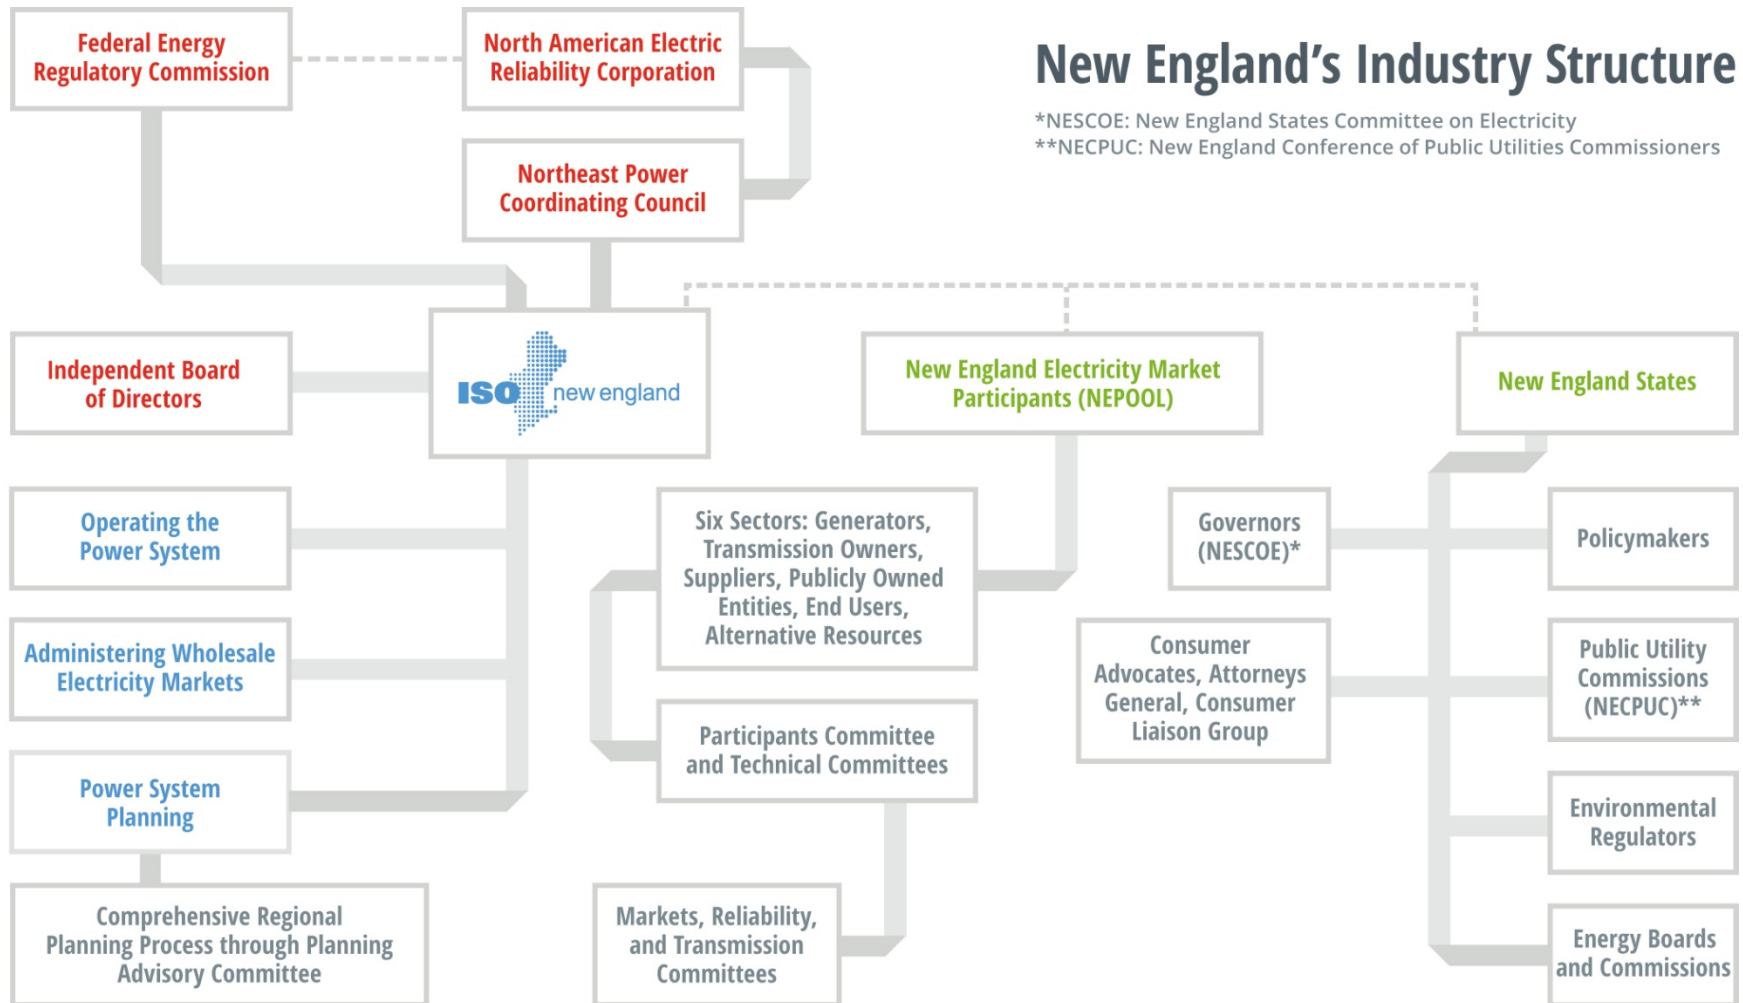 Federal Energy
Regulatory Commission
North American Electric
Reliability Corporation
New England’s Industry Structure
*NESCOE: New England States Committee on Electricity
**NECPUC: New England Conference of Public Utilities Commissioners
Northeast Power
Coordinating Council
Independent Board
of Directors
ISO new england
New England Electricity Market
Participants (NEPOOL)
New England States
Operating the
Power System
Administering Wholesale
Electricity Markets
Power System
Planning
Comprehensive Regional
Planning Process through Planning
Advisory Committee
Six Sectors: Generators,
Transmission Owners,
Suppliers, Publicly Owned
Entities, End Users,
Alternative Resources
Participants Committee
and Technical Committees
Markets, Reliability,
and Transmission
Committees
Governors
(NESCOE)*
Policymakers
Consumer
Advocates, Attorneys
General, Consumer
Liaison Group
Public Utility
Commissions
(NECPUC)**
Environmental
Regulators
Energy Boards
and Commissions